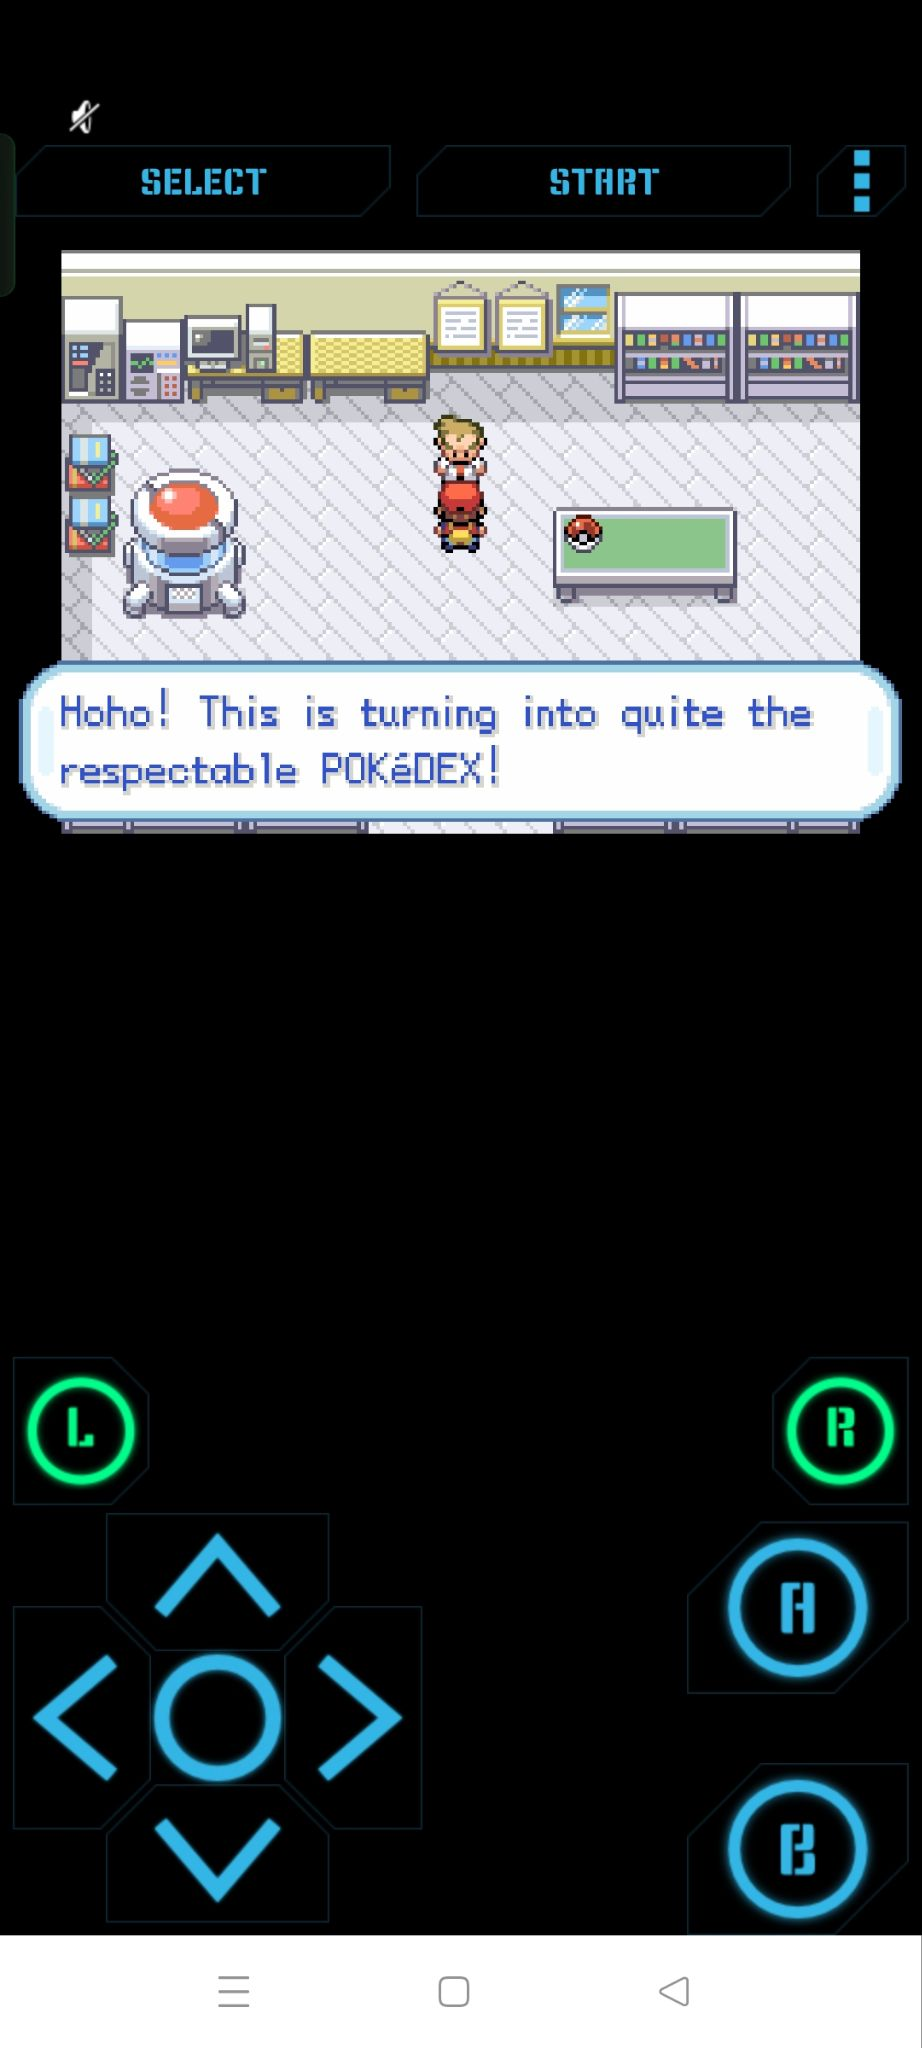 SELECT
START
Hoho! This is turning into quite the
respectable POKéDEX!
L
R
A
B